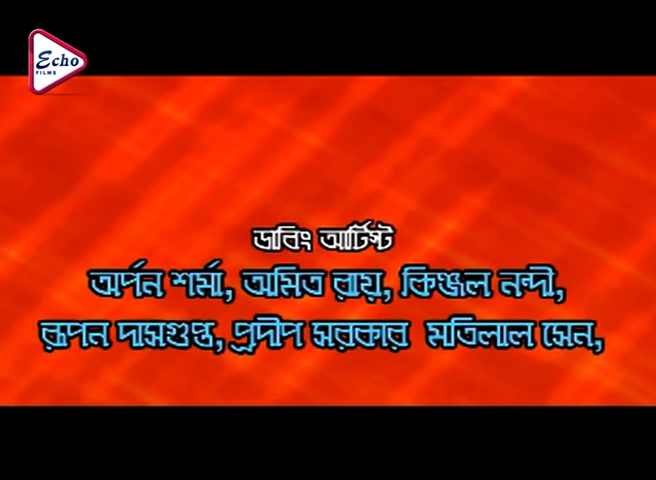 Echo
FILMS
ডাবিং আর্টিস্ট
অর্পন শর্মা, অমিত রায়, কিঞ্জল নন্দী,
রূপন দাসগুপ্ত, প্রদীপ সরকার মতিলাল সেন,